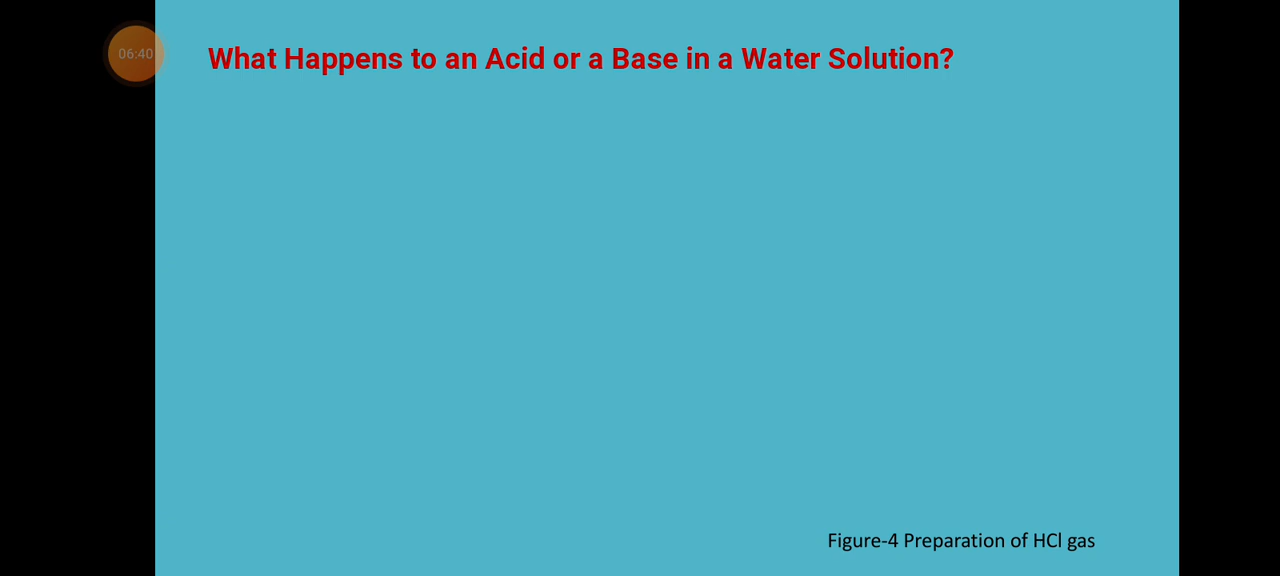 06:40
What Happens to an Acid or a Base in a Water Solution?
Figure-4 Preparation of HCl gas